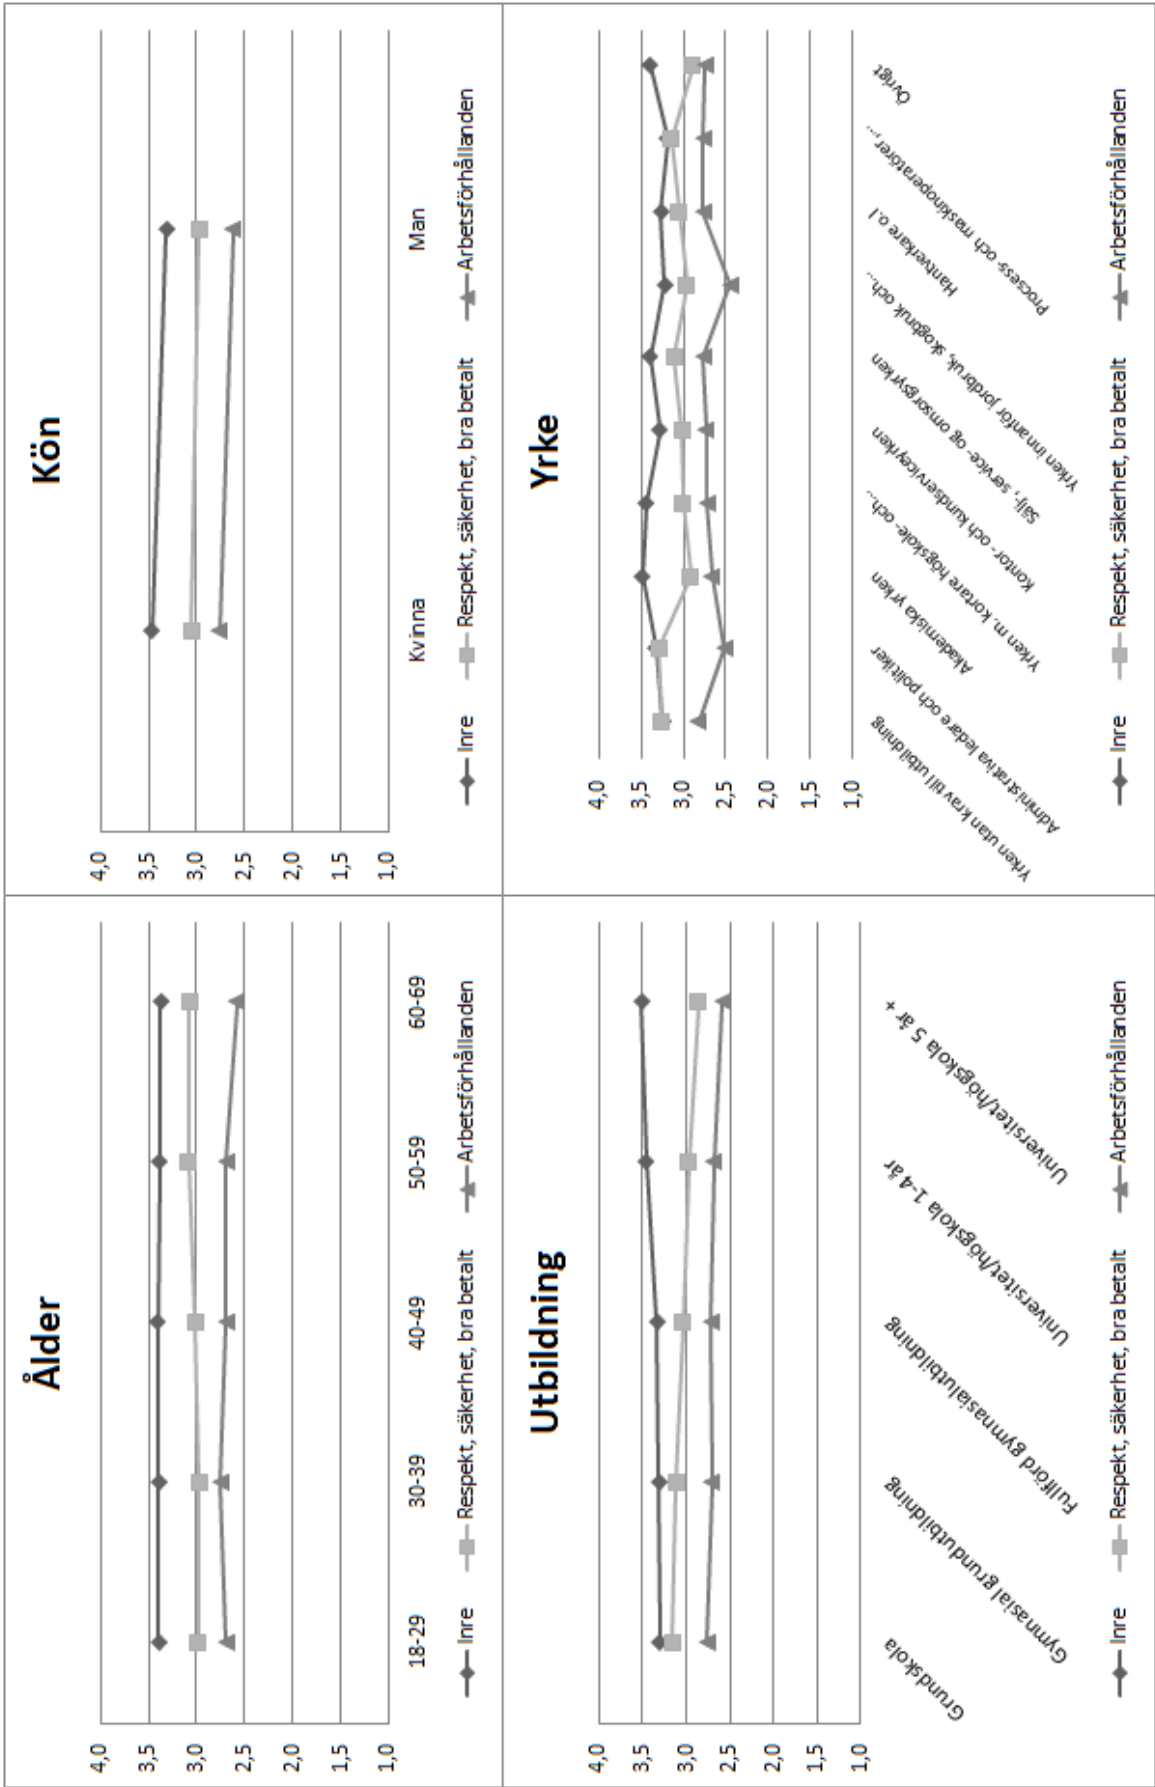 Ålder
4,0
3,5
3,0
2,5
2,0
1,5
1,0
18-29
30-39
40-49
50-59
60-69
Inre
Respekt, säkerhet, bra betalt
Arbetsförhållanden
Kön
4,0
3,5
3,0
2,5
2,0
1,5
1,0
Kvinna
Man
Inre
Respekt, säkerhet, bra betalt
Arbetsförhållanden
Utbildning
4,0
3,5
3,0
2,5
2,0
1,5
1,0
Grundskola
Gymnasial grundutbildning
Fullförd gymnasialutbildning
Universitet/högskola 1-4 år
Universitet/högskola 5 år +
Inre
Respekt, säkerhet, bra betalt
Arbetsförhållanden
Yrke
4,0
3,5
3,0
2,5
2,0
1,5
1,0
Yrken utan krav till utbildning
Administrativa ledare och politiker
Akademiska yrken
Yrken m. kortare högskole- och...
Kontor- och kundserviceyrken
Sälj-, service- og omsorgsyrken
Yrken innanför jordbruk, skogbruk och...
Hantverkare o.l
Procsess- och maskinoperatörer,...
Övrigt
Inre
Respekt, säkerhet, bra betalt
Arbetsförhållanden